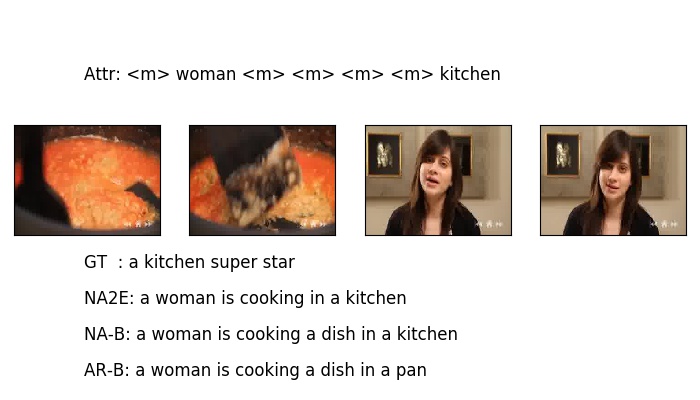 Attr: <m> woman <m> <m> <m> <m> kitchen
GT  : a kitchen super star
NA2E: a woman is cooking in a kitchen
NA-B: a woman is cooking a dish in a kitchen
AR-B: a woman is cooking a dish in a pan